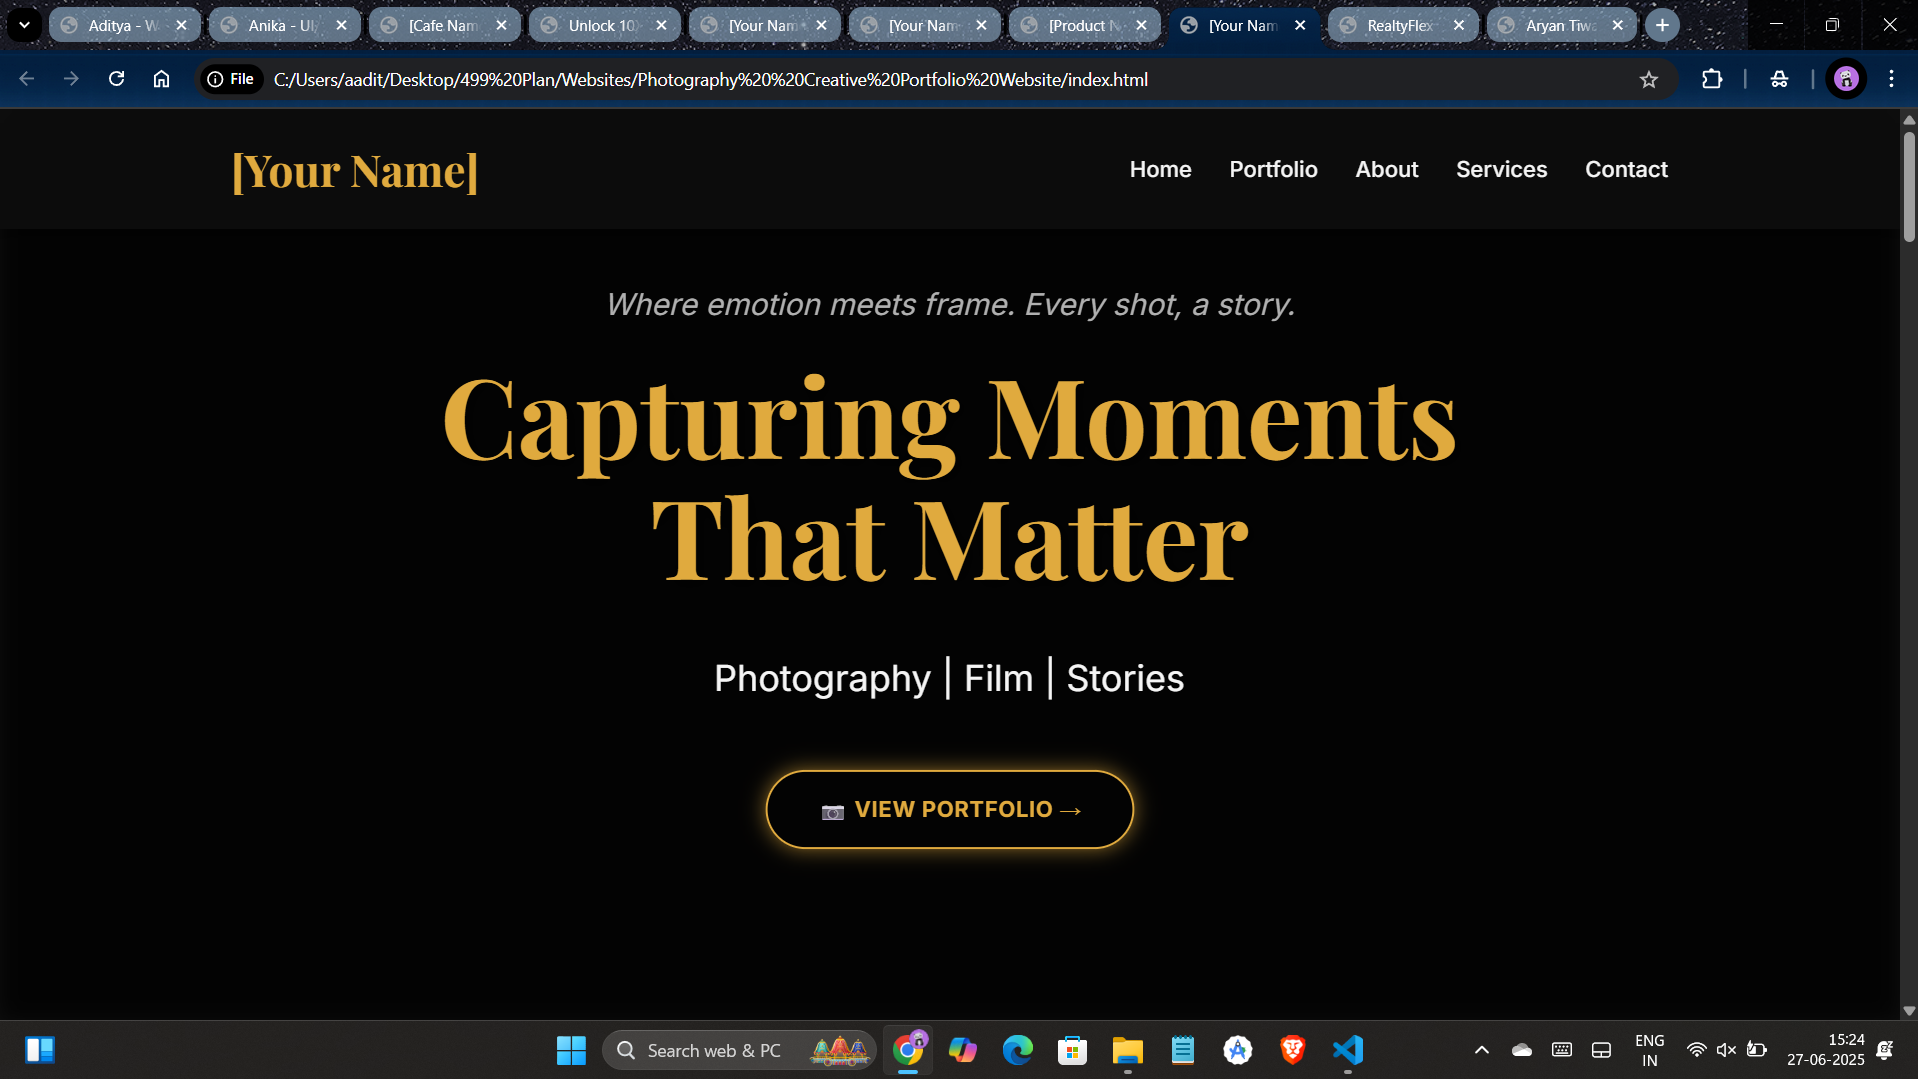 Aditya - W
Anika - UI
[Cafe Nam
Unlock 10
[Your Nam
[Your Nam
[Product N
[Your Nam
RealtyFlex
Aryan Tiwa
File
C:/Users/aadit/Desktop/499%20Plan/Websites/Photography%20%20Creative%20Portfolio%20Website/index.html
[Your Name]
Home
Portfolio
About
Services
Contact
Where emotion meets frame. Every shot, a story.
Capturing Moments
That Matter
Photography | Film | Stories
📷 VIEW PORTFOLIO →
Search web & PC
ENG
IN
15:24
27-06-2025